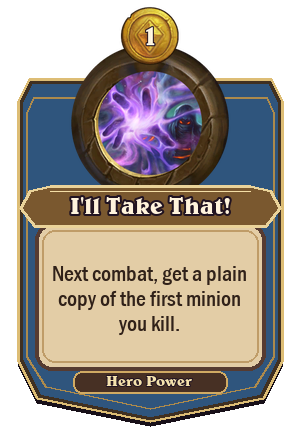 1
I'll Take That!
Next combat, get a plain
copy of the first minion
you kill.
Hero Power